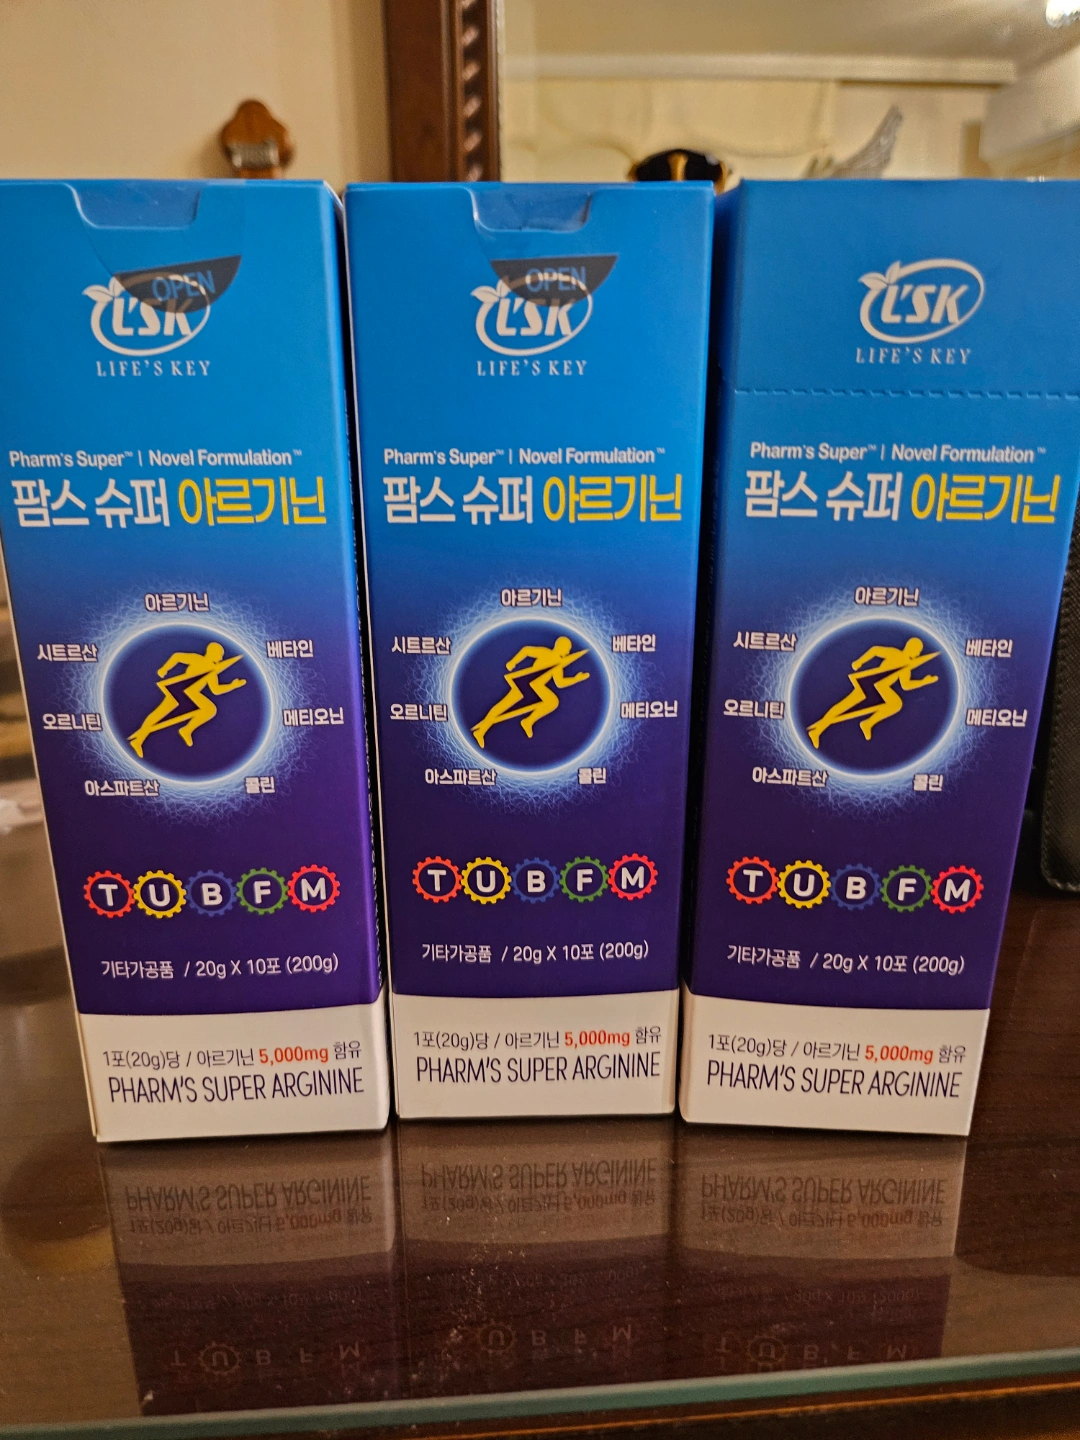 OPEN
L'SK
LIFE'S KEY
Pharm's Super™ | Novel Formulation™
팜스 슈퍼 아르기닌
아르기닌
시트르산
베타인
오르니틴
메티오닌
아스파트산
콜린
T U B F M
기타가공품 / 20g X 10포 (200g)
1포(20g)당 / 아르기닌 5,000mg 함유
PHARM'S SUPER ARGININE
OPEN
L'SK
LIFE'S KEY
Pharm's Super™ | Novel Formulation™
팜스 슈퍼 아르기닌
아르기닌
시트르산
베타인
오르니틴
메티오닌
아스파트산
콜린
T U B F M
기타가공품 / 20g X 10포 (200g)
1포(20g)당 / 아르기닌 5,000mg 함유
PHARM'S SUPER ARGININE
L'SK
LIFE'S KEY
Pharm's Super™ | Novel Formulation™
팜스 슈퍼 아르기닌
아르기닌
시트르산
베타인
오르니틴
메티오닌
아스파트산
콜린
T U B F M
기타가공품 / 20g X 10포 (200g)
1포(20g)당 / 아르기닌 5,000mg 함유
PHARM'S SUPER ARGININE